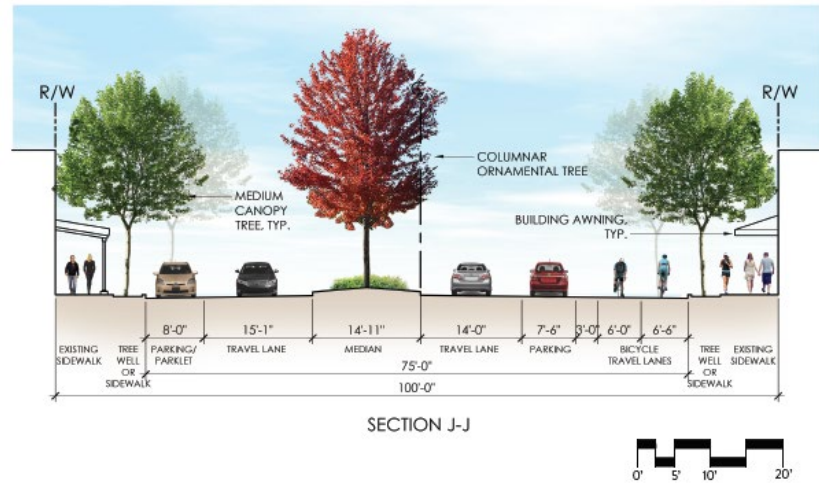 R/W
R/W
COLUMNAR
ORNAMENTAL TREE
MEDIUM
CANOPY
TREE, TYP.
BUILDING AWNING,
TYP.
8'-0"
15'-1"
14'-11"
14'-0"
7'-6"
3'-0"
6'-0"
6'-6"
EXISTING
SIDEWALK
TREE
WELL
OR
SIDEWALK
PARKING/
PARKLET
TRAVEL LANE
MEDIAN
TRAVEL LANE
PARKING
BICYCLE
TRAVEL LANES
TREE
WELL
OR
SIDEWALK
EXISTING
SIDEWALK
75'-0"
100'-0"
SECTION J-J
0'
5'
10'
20'